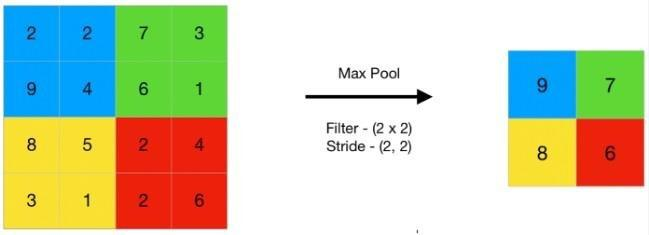 2 2 7 3
9 4 6 1
8 5 2 4
3 1 2 6
Max Pool
Filter - (2 x 2)
Stride - (2, 2)
9 7
8 6